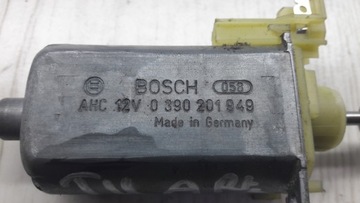 BOSCH 058
AHC 12V 0 390 201 949
Made in Germany